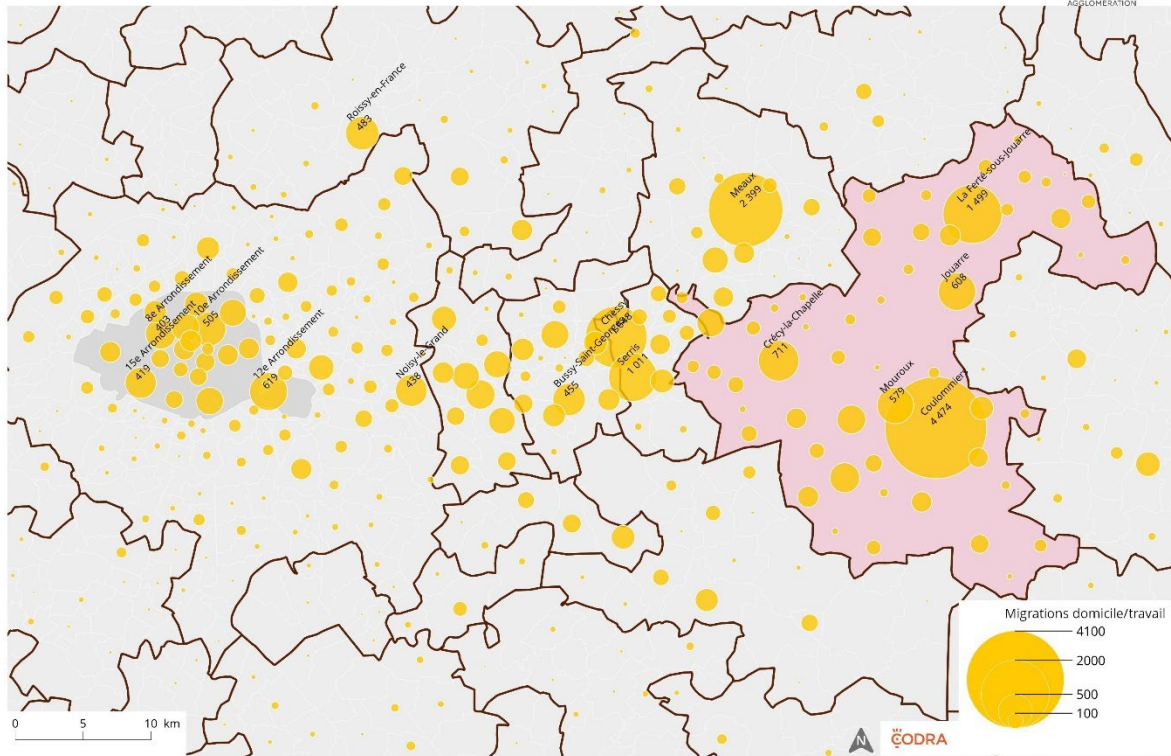 AGGLOMÉRATION
Roissy-en-France
483
La Ferté-sous-Jouarre
1 499
Meaux
2 399
8e Arrondissement
403
10e Arrondissement
505
15e Arrondissement
419
12e Arrondissement
619
Noisy-le-Grand
438
Chessy
Bussy-Saint-Georges
455
Serris
1 011
Jouarre
608
Crécy-la-Chapelle
711
Mouroux
579
Coulommiers
4 474
Migrations domicile/travail
4100
2000
500
100
0 5 10 km
N
CODRA